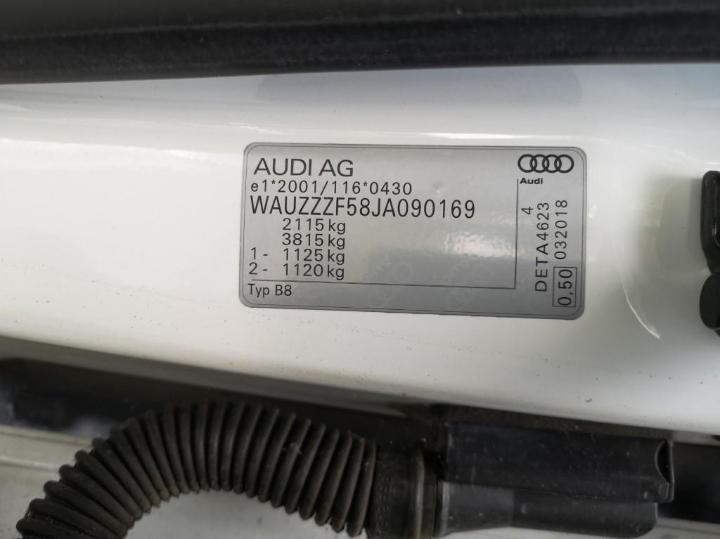 AUDI AG
e1*2001/116*0430
WAUZZZF58JA090169
2115kg
3815kg
1- 1125kg
2- 1120kg
Typ B8
Audi
DETA4623 4
0,50 032018